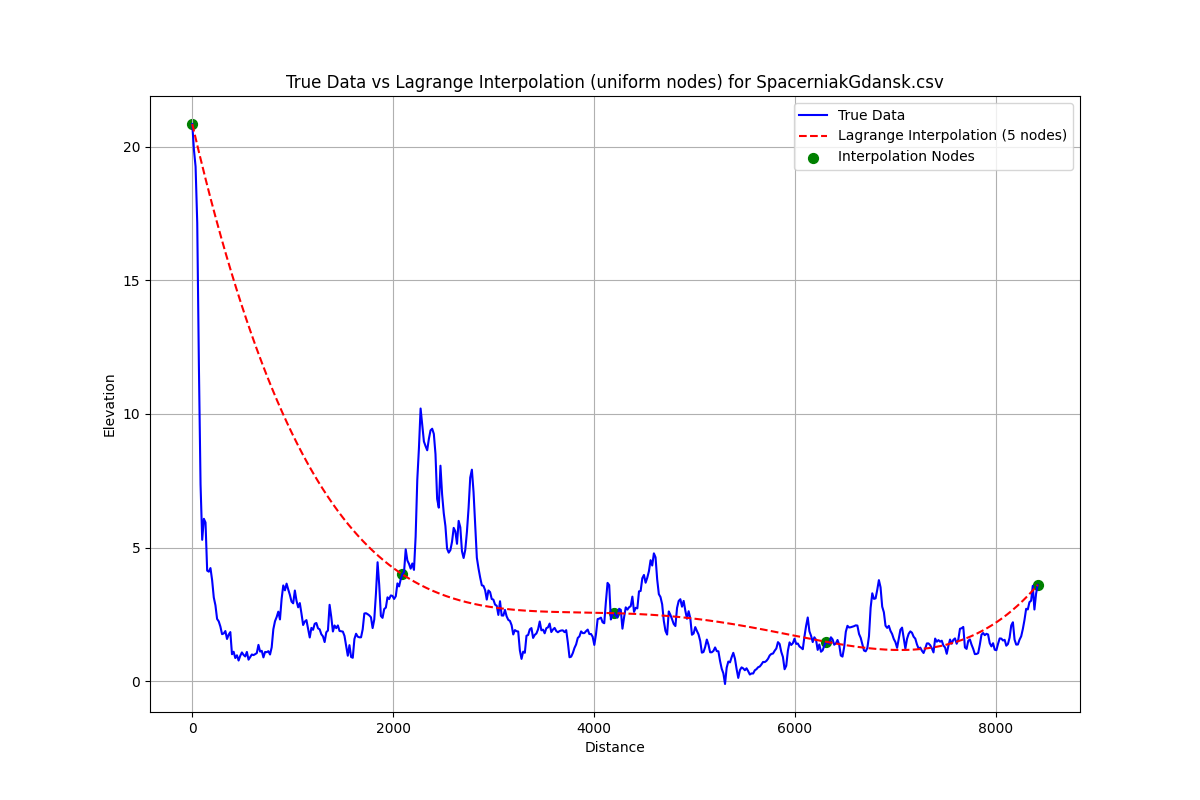 True Data vs Lagrange Interpolation (uniform nodes) for SpacerniakGdansk.csv
True Data
Lagrange Interpolation (5 nodes)
Interpolation Nodes
Elevation
20
15
10
5
0
0 2000 4000 6000 8000
Distance